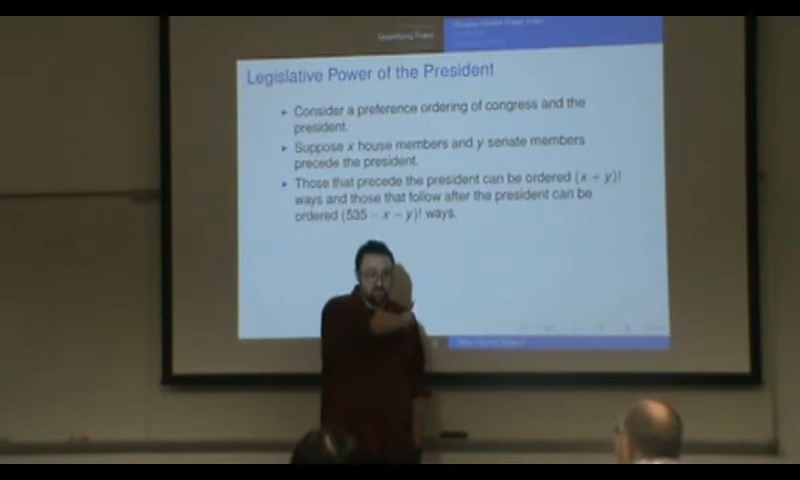 Quantifying Power
Legislative Power of the President
Consider a preference ordering of congress and the
president.
Suppose x house members and y senate members
precede the president.
Those that precede the president can be ordered (x + y)!
ways and those that follow after the president can be
ordered (535 − x − y)! ways.